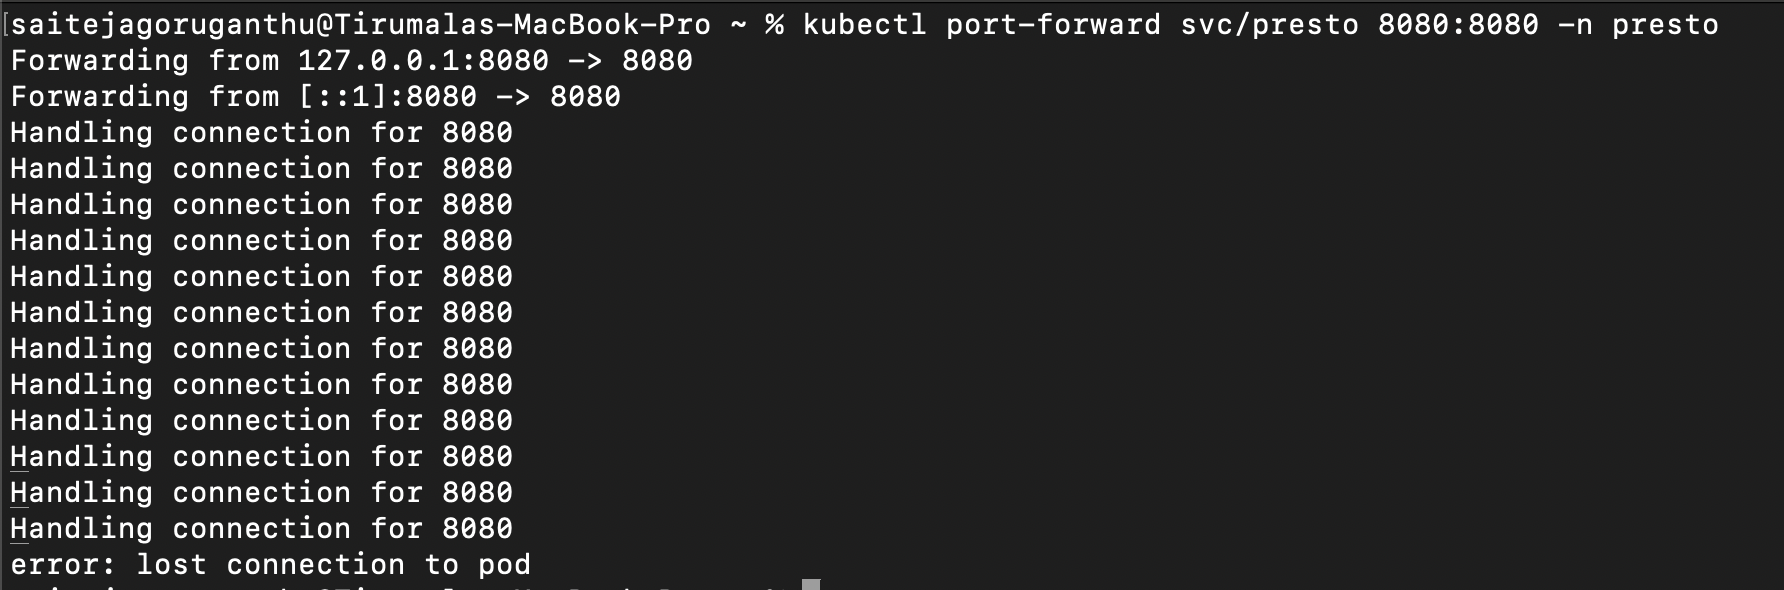 [saitejagoruganthu@Tirumalas-MacBook-Pro ~ % kubectl port-forward svc/presto 8080:8080 -n presto
Forwarding from 127.0.0.1:8080 -> 8080
Forwarding from [::1]:8080 -> 8080
Handling connection for 8080
Handling connection for 8080
Handling connection for 8080
Handling connection for 8080
Handling connection for 8080
Handling connection for 8080
Handling connection for 8080
Handling connection for 8080
Handling connection for 8080
Handling connection for 8080
Handling connection for 8080
Handling connection for 8080
error: lost connection to pod